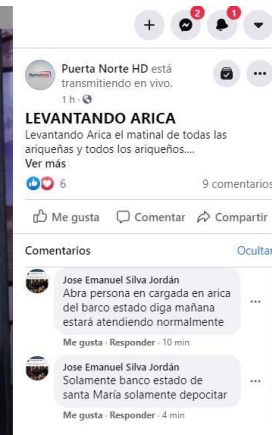 2
1
Puerta Norte HD está
transmitiendo en vivo.
1 h ·
LEVANTANDO ARICA
Levantando Arica el matinal de todas las
ariqueñas y todos los ariqueños....
Ver más
6
9 comentarios
Me gusta
Comentar
Compartir
Comentarios
Ocultar
Jose Emanuel Silva Jordán
Abra persona en cargada en arica
del barco estado diga mañana
estará atendiendo normalmente
Me gusta · Responder · 10 min
Jose Emanuel Silva Jordán
Solamente banco estado de
santa María solamente depocitar
Me gusta · Responder · 4 min